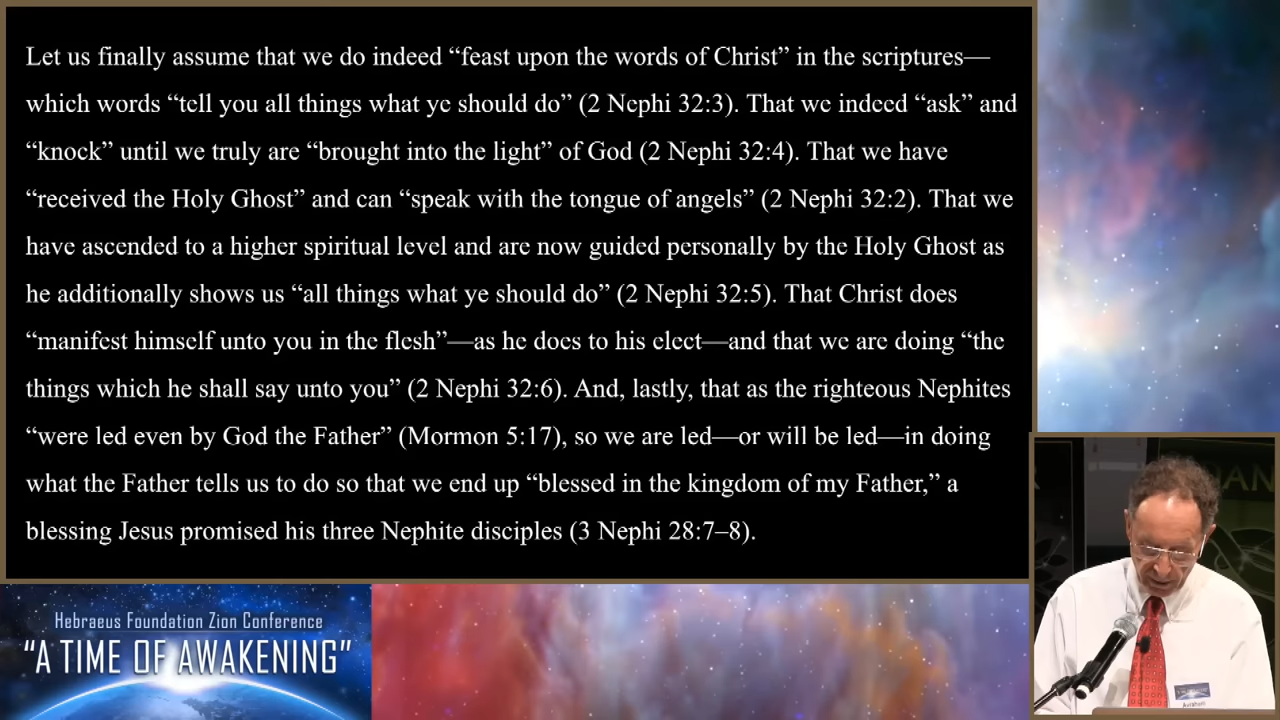 Let us finally assume that we do indeed “feast upon the words of Christ” in the scriptures—
which words “tell you all things what ye should do” (2 Nephi 32:3). That we indeed “ask” and
“knock” until we truly are “brought into the light” of God (2 Nephi 32:4). That we have
“received the Holy Ghost” and can “speak with the tongue of angels” (2 Nephi 32:2). That we
have ascended to a higher spiritual level and are now guided personally by the Holy Ghost as
he additionally shows us “all things what ye should do” (2 Nephi 32:5). That Christ does
“manifest himself unto you in the flesh”—as he does to his elect—and that we are doing “the
things which he shall say unto you” (2 Nephi 32:6). And, lastly, that as the righteous Nephites
“were led even by God the Father” (Mormon 5:17), so we are led—or will be led—in doing
what the Father tells us to do so that we end up “blessed in the kingdom of my Father,” a
blessing Jesus promised his three Nephite disciples (3 Nephi 28:7–8).
Hebraeus Foundation Zion Conference
“A TIME OF AWAKENING”